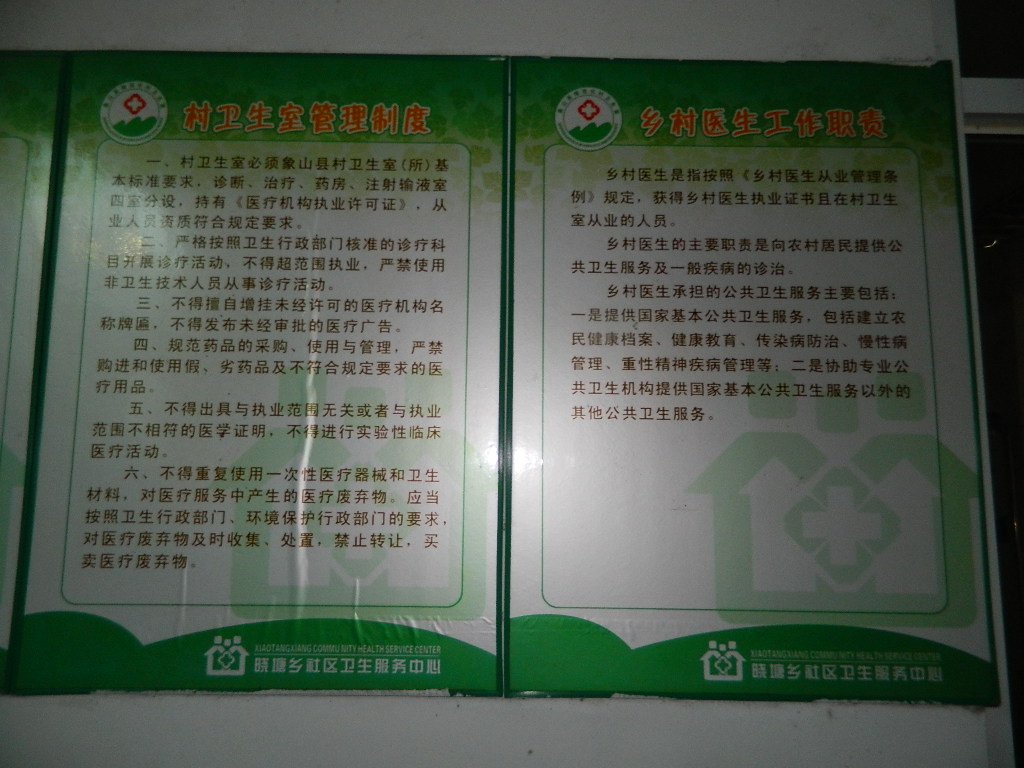 村卫生室管理制度
一、村卫生室必须象山县村卫生室(所)基
本标准要求，诊断、治疗、药房、注射输液室
四室分设，持有《医疗机构执业许可证》，从
业人员资质符合规定要求。
二、严格按照卫生行政部门核准的诊疗科
目开展诊疗活动、不得超范围执业，严禁使用
非卫生技术人员从事诊疗活动。
三、不得擅自增挂未经许可的医疗机构名
称牌匾，不得发布未经审批的医疗广告。
四、规范药品的采购、使用与管理，严禁
购进和使用假、劣药品及不符合规定要求的医
疗用品。
五、不得出具与执业范围无关或者与执业
范围不相符的医学证明，不得进行实验性临床
医疗活动。
六、不得重复使用一次性医疗器械和卫生
材料，对医疗服务中产生的医疗废弃物。应当
按照卫生行政部门、环境保护行政部门的要求，
对医疗废弃物及时收集、处置，禁止转让，买
卖医疗废弃物。
XIAOTANGXIANG COMMUNITY HEALTH SERVICE CENTER
晓塘乡社区卫生服务中心
乡村医生工作职责
乡村医生是指按照《乡村医生从业管理条
例》规定，获得乡村医生执业证书且在村卫生
室从业的人员。
乡村医生的主要职责是向农村居民提供公
共卫生服务及一般疾病的诊治。
乡村医生承担的公共卫生服务主要包括：
一是提供国家基本公共卫生服务，包括建立农
民健康档案、健康教育、传染病防治、慢性病
管理、重性精神疾病管理等；二是协助专业公
共卫生机构提供国家基本公共卫生服务以外的
其他公共卫生服务。
XIAOTANGXIANG COMMUNITY HEALTH SERVICE CENTER
晓塘乡社区卫生服务中心